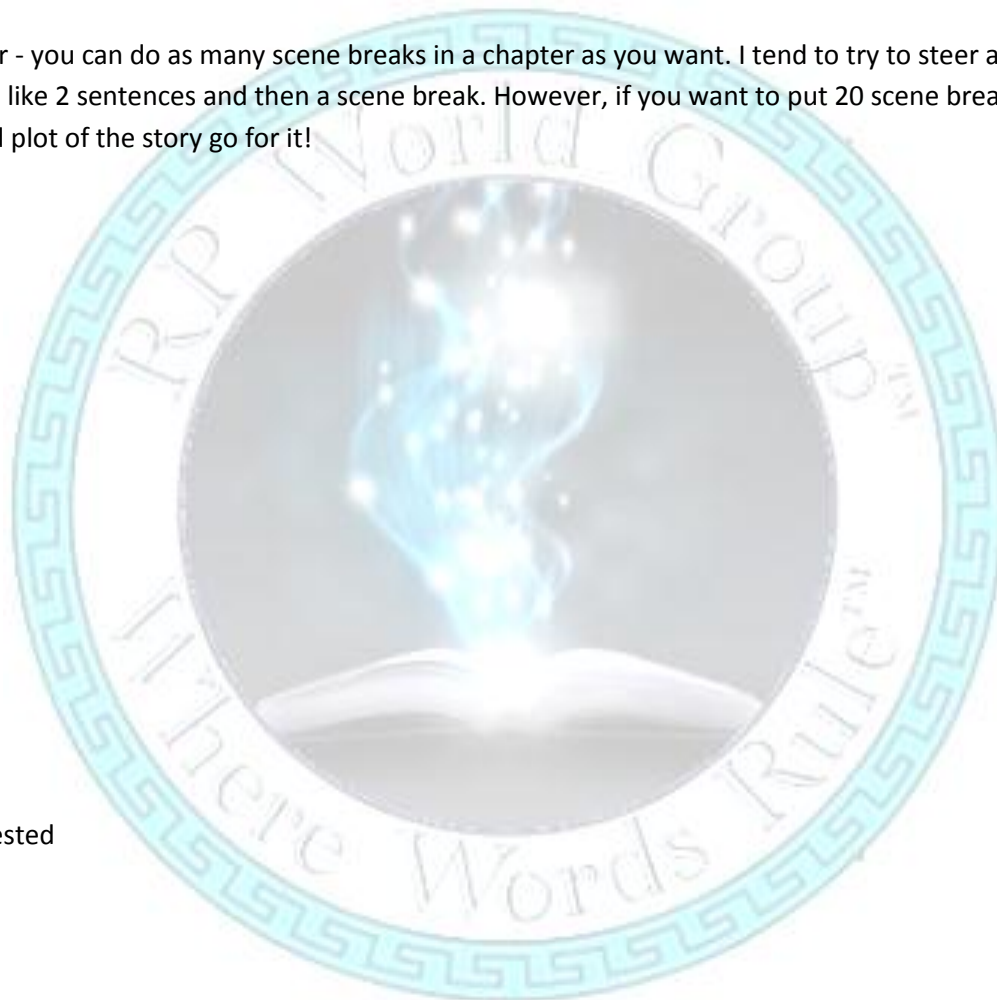 r - you can do as many scene breaks in a chapter as you want. I tend to try to steer a
like 2 sentences and then a scene break. However, if you want to put 20 scene brea
l plot of the story go for it!
RP World Group™
Where Words Rule™
ested